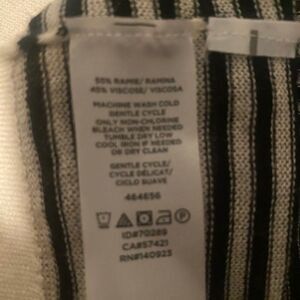 55% RAMIE/ RAMINA
45% VISCOSE/ VISCOSA
MACHINE WASH COLD
GENTLE CYCLE
ONLY NON-CHLORINE
BLEACH WHEN NEEDED
TUMBLE DRY LOW
COOL IRON IF NEEDED
OR DRY CLEAN
GENTLE CYCLE/
CYCLE DÉLICAT/
CICLO SUAVE
464656
ID#70289
CA#57421
RN#140923